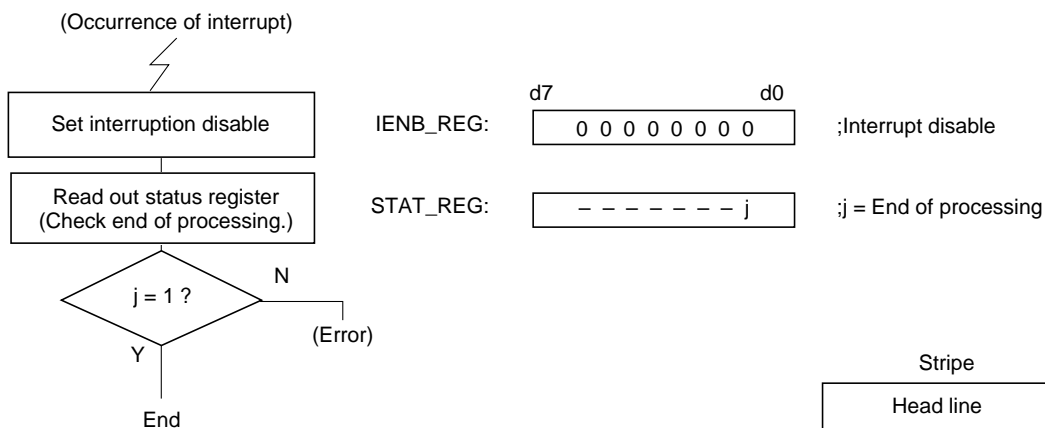 (Occurrence of interrupt)
d7 d0
Set interruption disable
IENB_REG: 0 0 0 0 0 0 0 0 ;Interrupt disable
Read out status register
(Check end of processing.)
STAT_REG: – – – – – – – j ;j = End of processing
j = 1 ?
N
(Error)
Y
End
Stripe
Head line